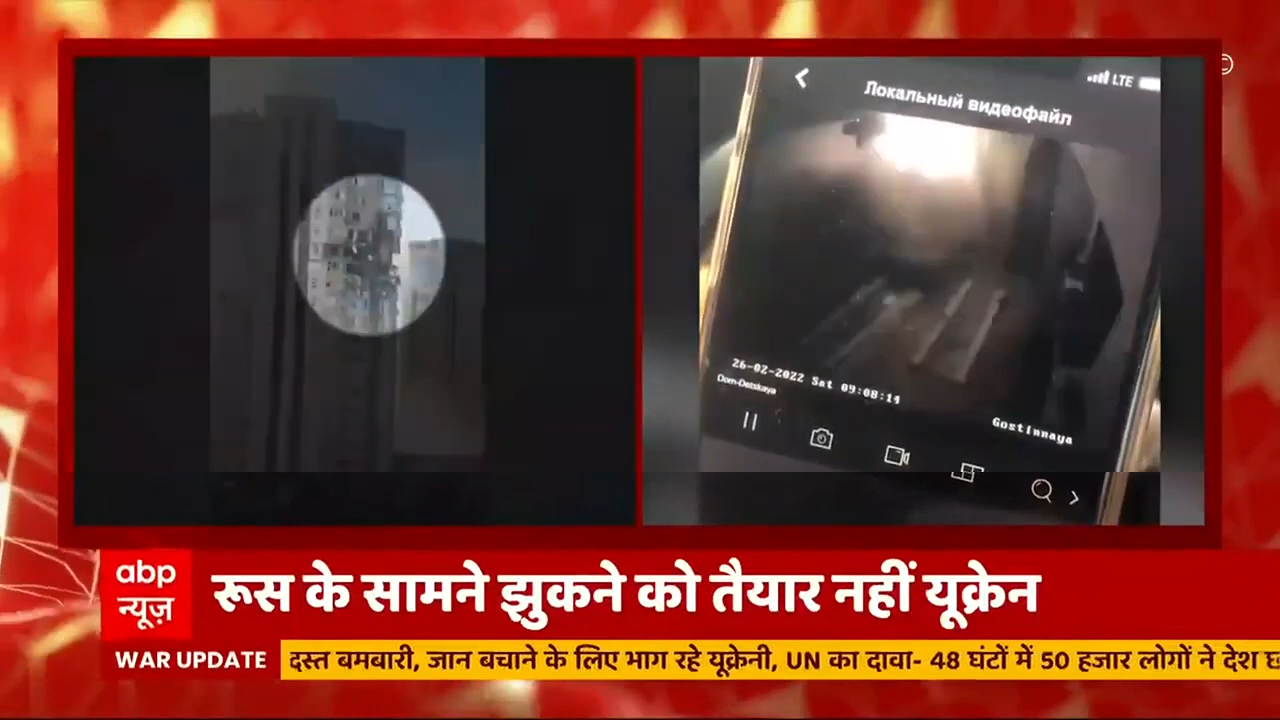 ©
LTE
Локальный видеофайл
26-02-2022 Sat 09:08:14
Dom-Detskaya
Gostinnaya
abp
न्यूज़
रूस के सामने झुकने को तैयार नहीं यूक्रेन
WAR UPDATE
दस्त बमबारी, जान बचाने के लिए भाग रहे यूक्रेनी, UN का दावा- 48 घंटों में 50 हजार लोगों ने देश